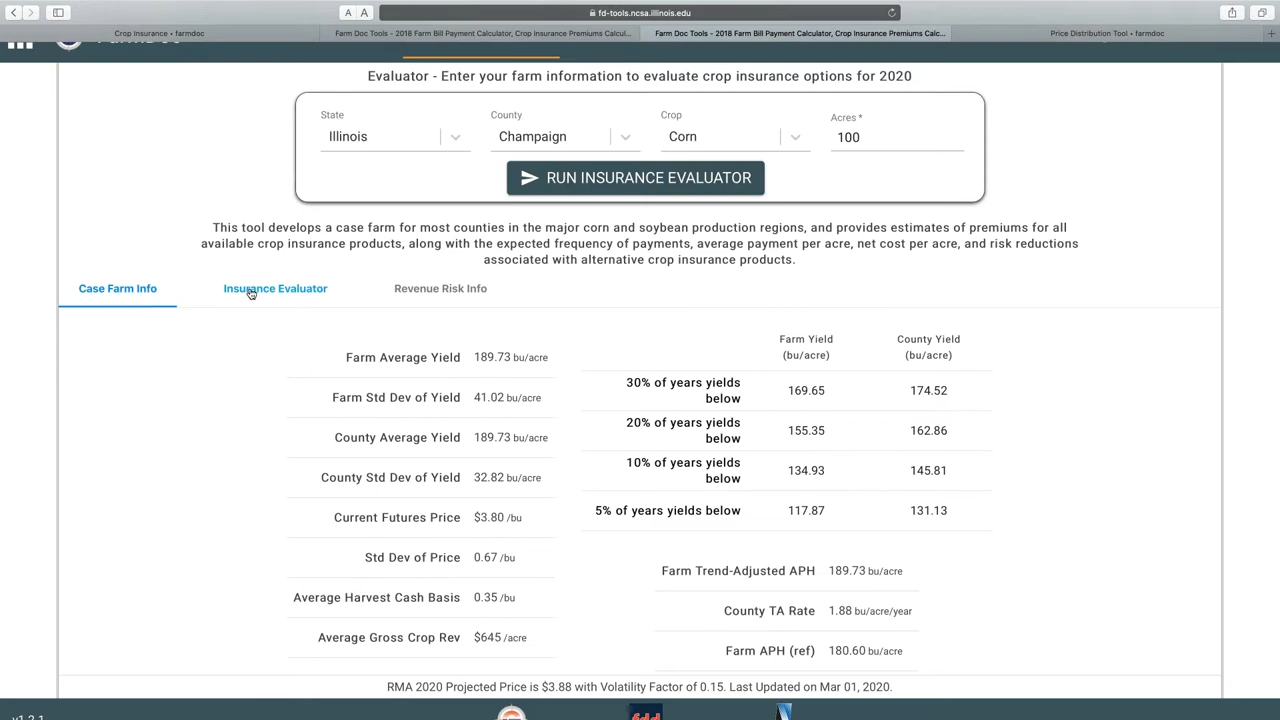 A A
fd-tools.ncsa.illinois.edu
Crop Insurance • farmdoc
Farm Doc Tools - 2018 Farm Bill Payment Calculator, Crop Insurance Premiums Calcul...
Farm Doc Tools - 2018 Farm Bill Payment Calculator, Crop Insurance Premiums Calc...
Price Distribution Tool • farmdoc
Evaluator - Enter your farm information to evaluate crop insurance options for 2020
State County Crop Acres *
Illinois Champaign Corn 100
RUN INSURANCE EVALUATOR
This tool develops a case farm for most counties in the major corn and soybean production regions, and provides estimates of premiums for all
available crop insurance products, along with the expected frequency of payments, average payment per acre, net cost per acre, and risk reductions
associated with alternative crop insurance products.
Case Farm Info Insurance Evaluator Revenue Risk Info
Farm Average Yield 189.73 bu/acre
Farm Std Dev of Yield 41.02 bu/acre
County Average Yield 189.73 bu/acre
County Std Dev of Yield 32.82 bu/acre
Current Futures Price $3.80 /bu
Std Dev of Price 0.67 /bu
Average Harvest Cash Basis 0.35 /bu
Average Gross Crop Rev $645 /acre
Farm Yield County Yield
(bu/acre) (bu/acre)
30% of years yields
below 169.65 174.52
20% of years yields
below 155.35 162.86
10% of years yields
below 134.93 145.81
5% of years yields below 117.87 131.13
Farm Trend-Adjusted APH 189.73 bu/acre
County TA Rate 1.88 bu/acre/year
Farm APH (ref) 180.60 bu/acre
RMA 2020 Projected Price is $3.88 with Volatility Factor of 0.15. Last Updated on Mar 01, 2020.